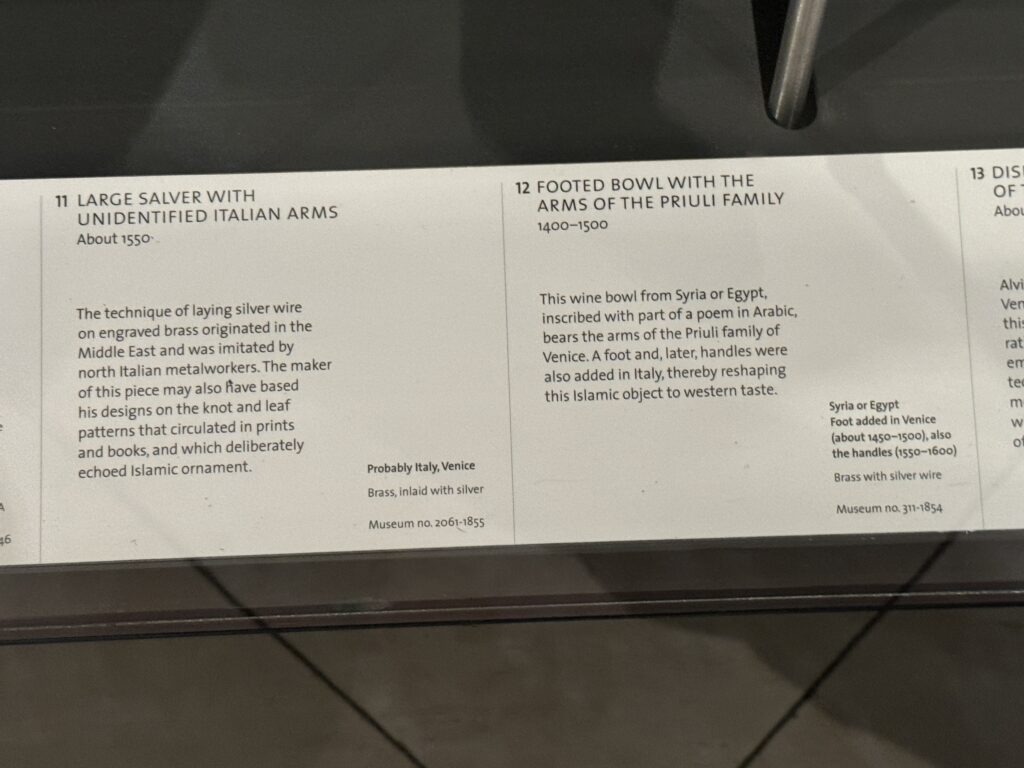 11 LARGE SALVER WITH
UNIDENTIFIED ITALIAN ARMS
About 1550
The technique of laying silver wire
on engraved brass originated in the
Middle East and was imitated by
north Italian metalworkers. The maker
of this piece may also have based
his designs on the knot and leaf
patterns that circulated in prints
and books, and which deliberately
echoed Islamic ornament.
Probably Italy, Venice
Brass, inlaid with silver
Museum no. 2061-1855
12 FOOTED BOWL WITH THE
ARMS OF THE PRIULI FAMILY
1400–1500
This wine bowl from Syria or Egypt,
inscribed with part of a poem in Arabic,
bears the arms of the Priuli family of
Venice. A foot and, later, handles were
also added in Italy, thereby reshaping
this Islamic object to western taste.
Syria or Egypt
Foot added in Venice
(about 1450–1500), also
the handles (1550–1600)
Brass with silver wire
Museum no. 311-1854
13
OF